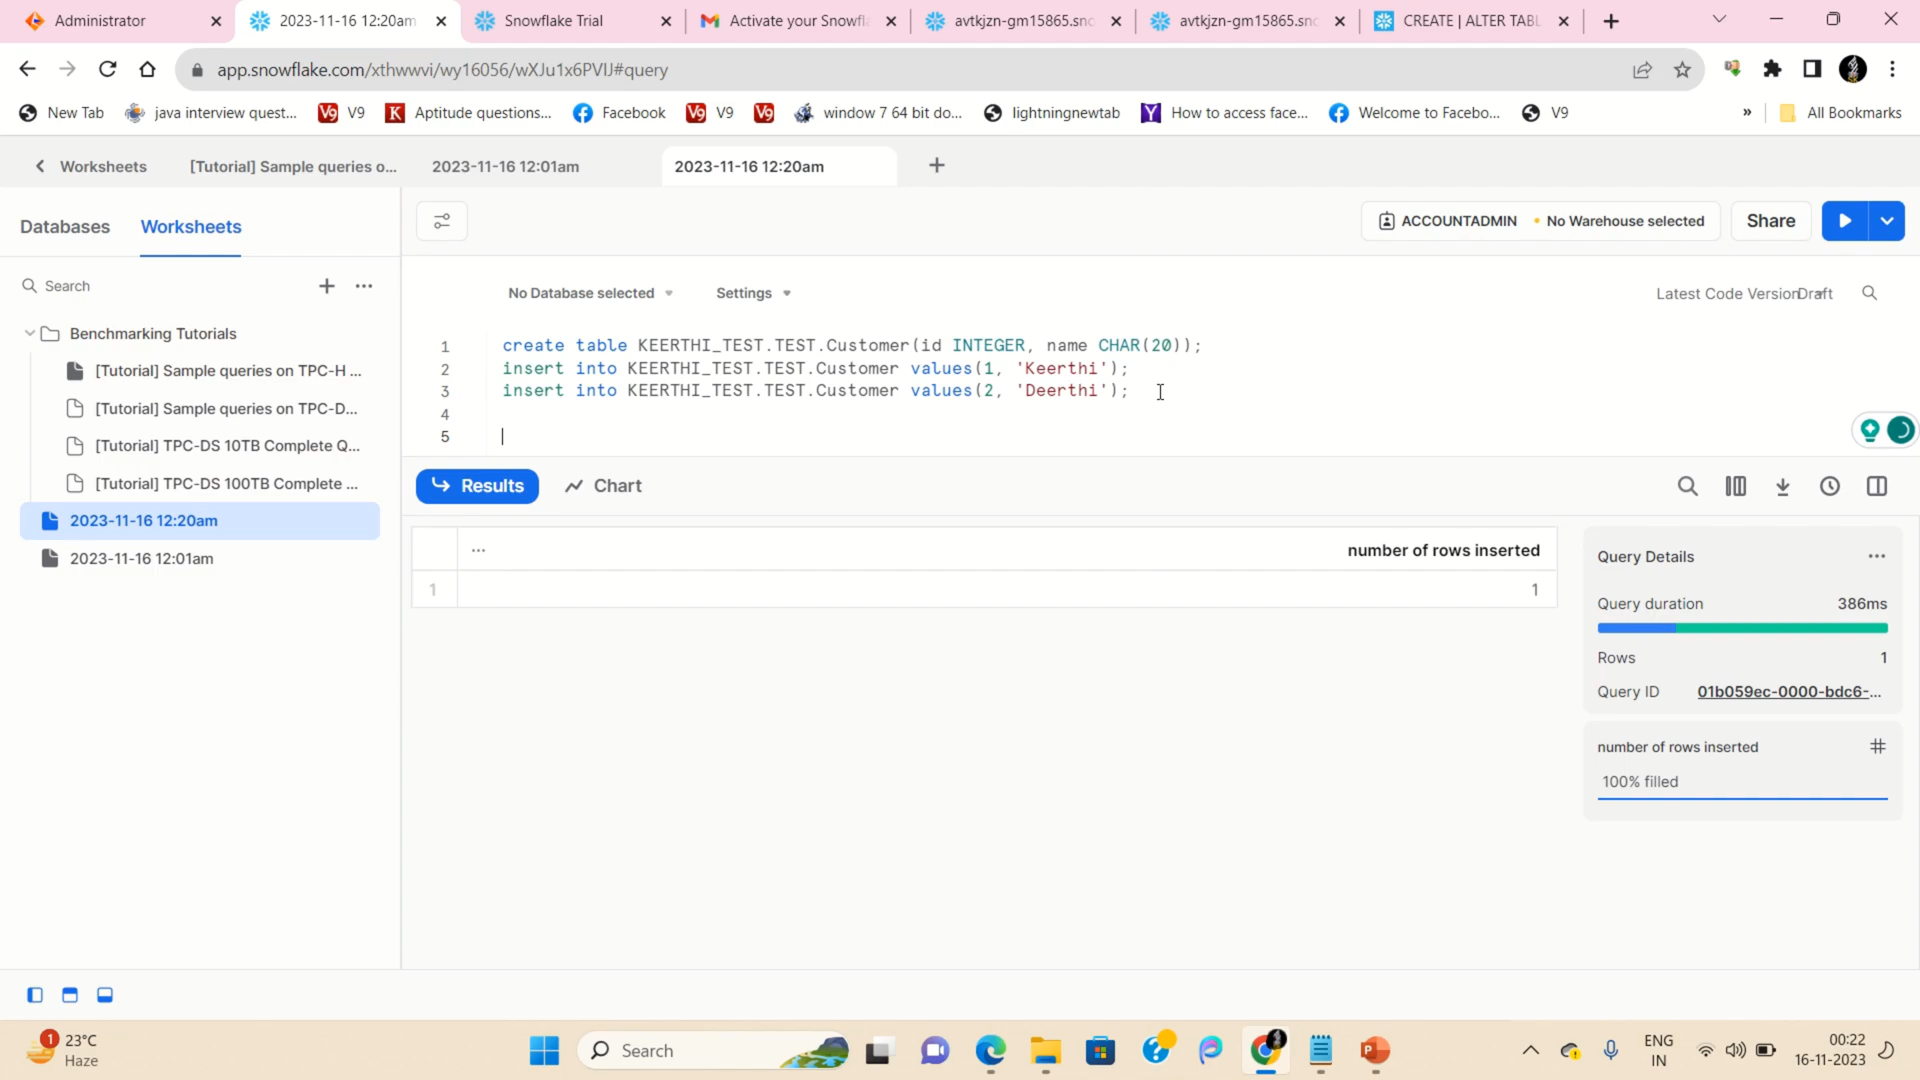 Administrator
2023-11-16 12:20am
Snowflake Trial
Activate your Snowfl
avtkjzn-gm15865.sno
avtkjzn-gm15865.sno
CREATE | ALTER TABL
app.snowflake.com/xthwwvi/wy16056/wXJu1x6PVIJ#query
New Tab
java interview quest...
V9
Aptitude questions...
Facebook
V9
window 7 64 bit do...
lightningnewtab
How to access face...
Welcome to Facebo...
V9
»
All Bookmarks
Worksheets
[Tutorial] Sample queries o...
2023-11-16 12:01am
2023-11-16 12:20am
Databases
Worksheets
ACCOUNTADMIN
No Warehouse selected
Share
Search
No Database selected
Settings
Latest Code Version
Draft
Benchmarking Tutorials
[Tutorial] Sample queries on TPC-H ...
[Tutorial] Sample queries on TPC-D...
[Tutorial] TPC-DS 10TB Complete Q...
[Tutorial] TPC-DS 100TB Complete ...
2023-11-16 12:20am
2023-11-16 12:01am
1 create table KEERTHI_TEST.TEST.Customer(id INTEGER, name CHAR(20));
2 insert into KEERTHI_TEST.TEST.Customer values(1, 'Keerthi');
3 insert into KEERTHI_TEST.TEST.Customer values(2, 'Deerthi');
4
5
Results
Chart
... number of rows inserted
1 1
Query Details
...
Query duration 386ms
Rows 1
Query ID 01b059ec-0000-bdc6-...
number of rows inserted #
100% filled
1
23°C
Haze
Search
ENG
IN
00:22
16-11-2023